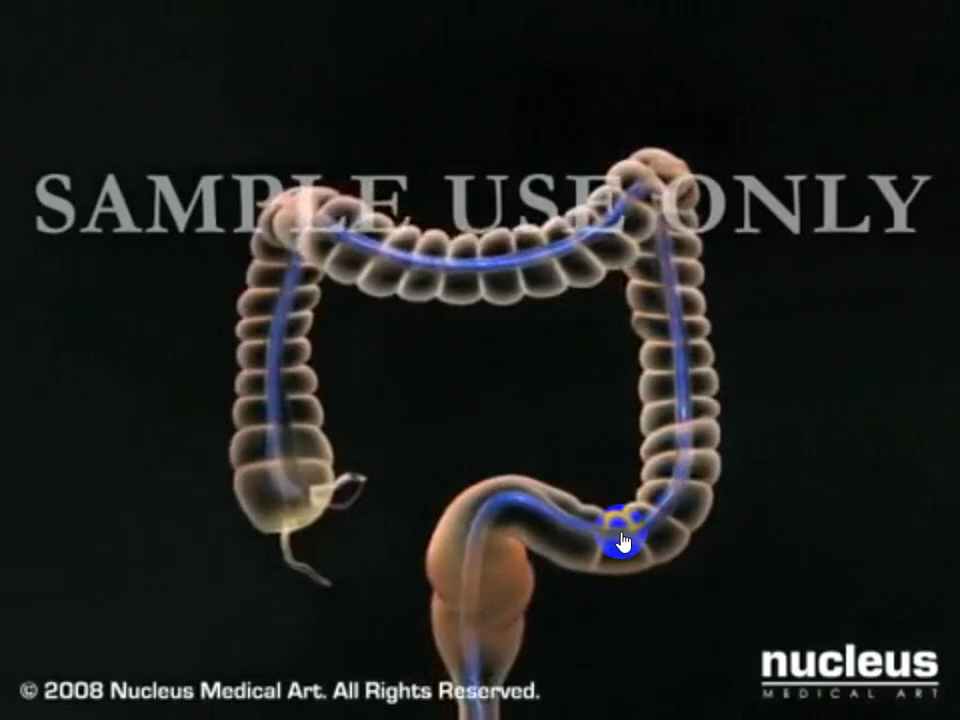 SAMPLE USE ONLY
nucleus
MEDICAL ART
© 2008 Nucleus Medical Art. All Rights Reserved.